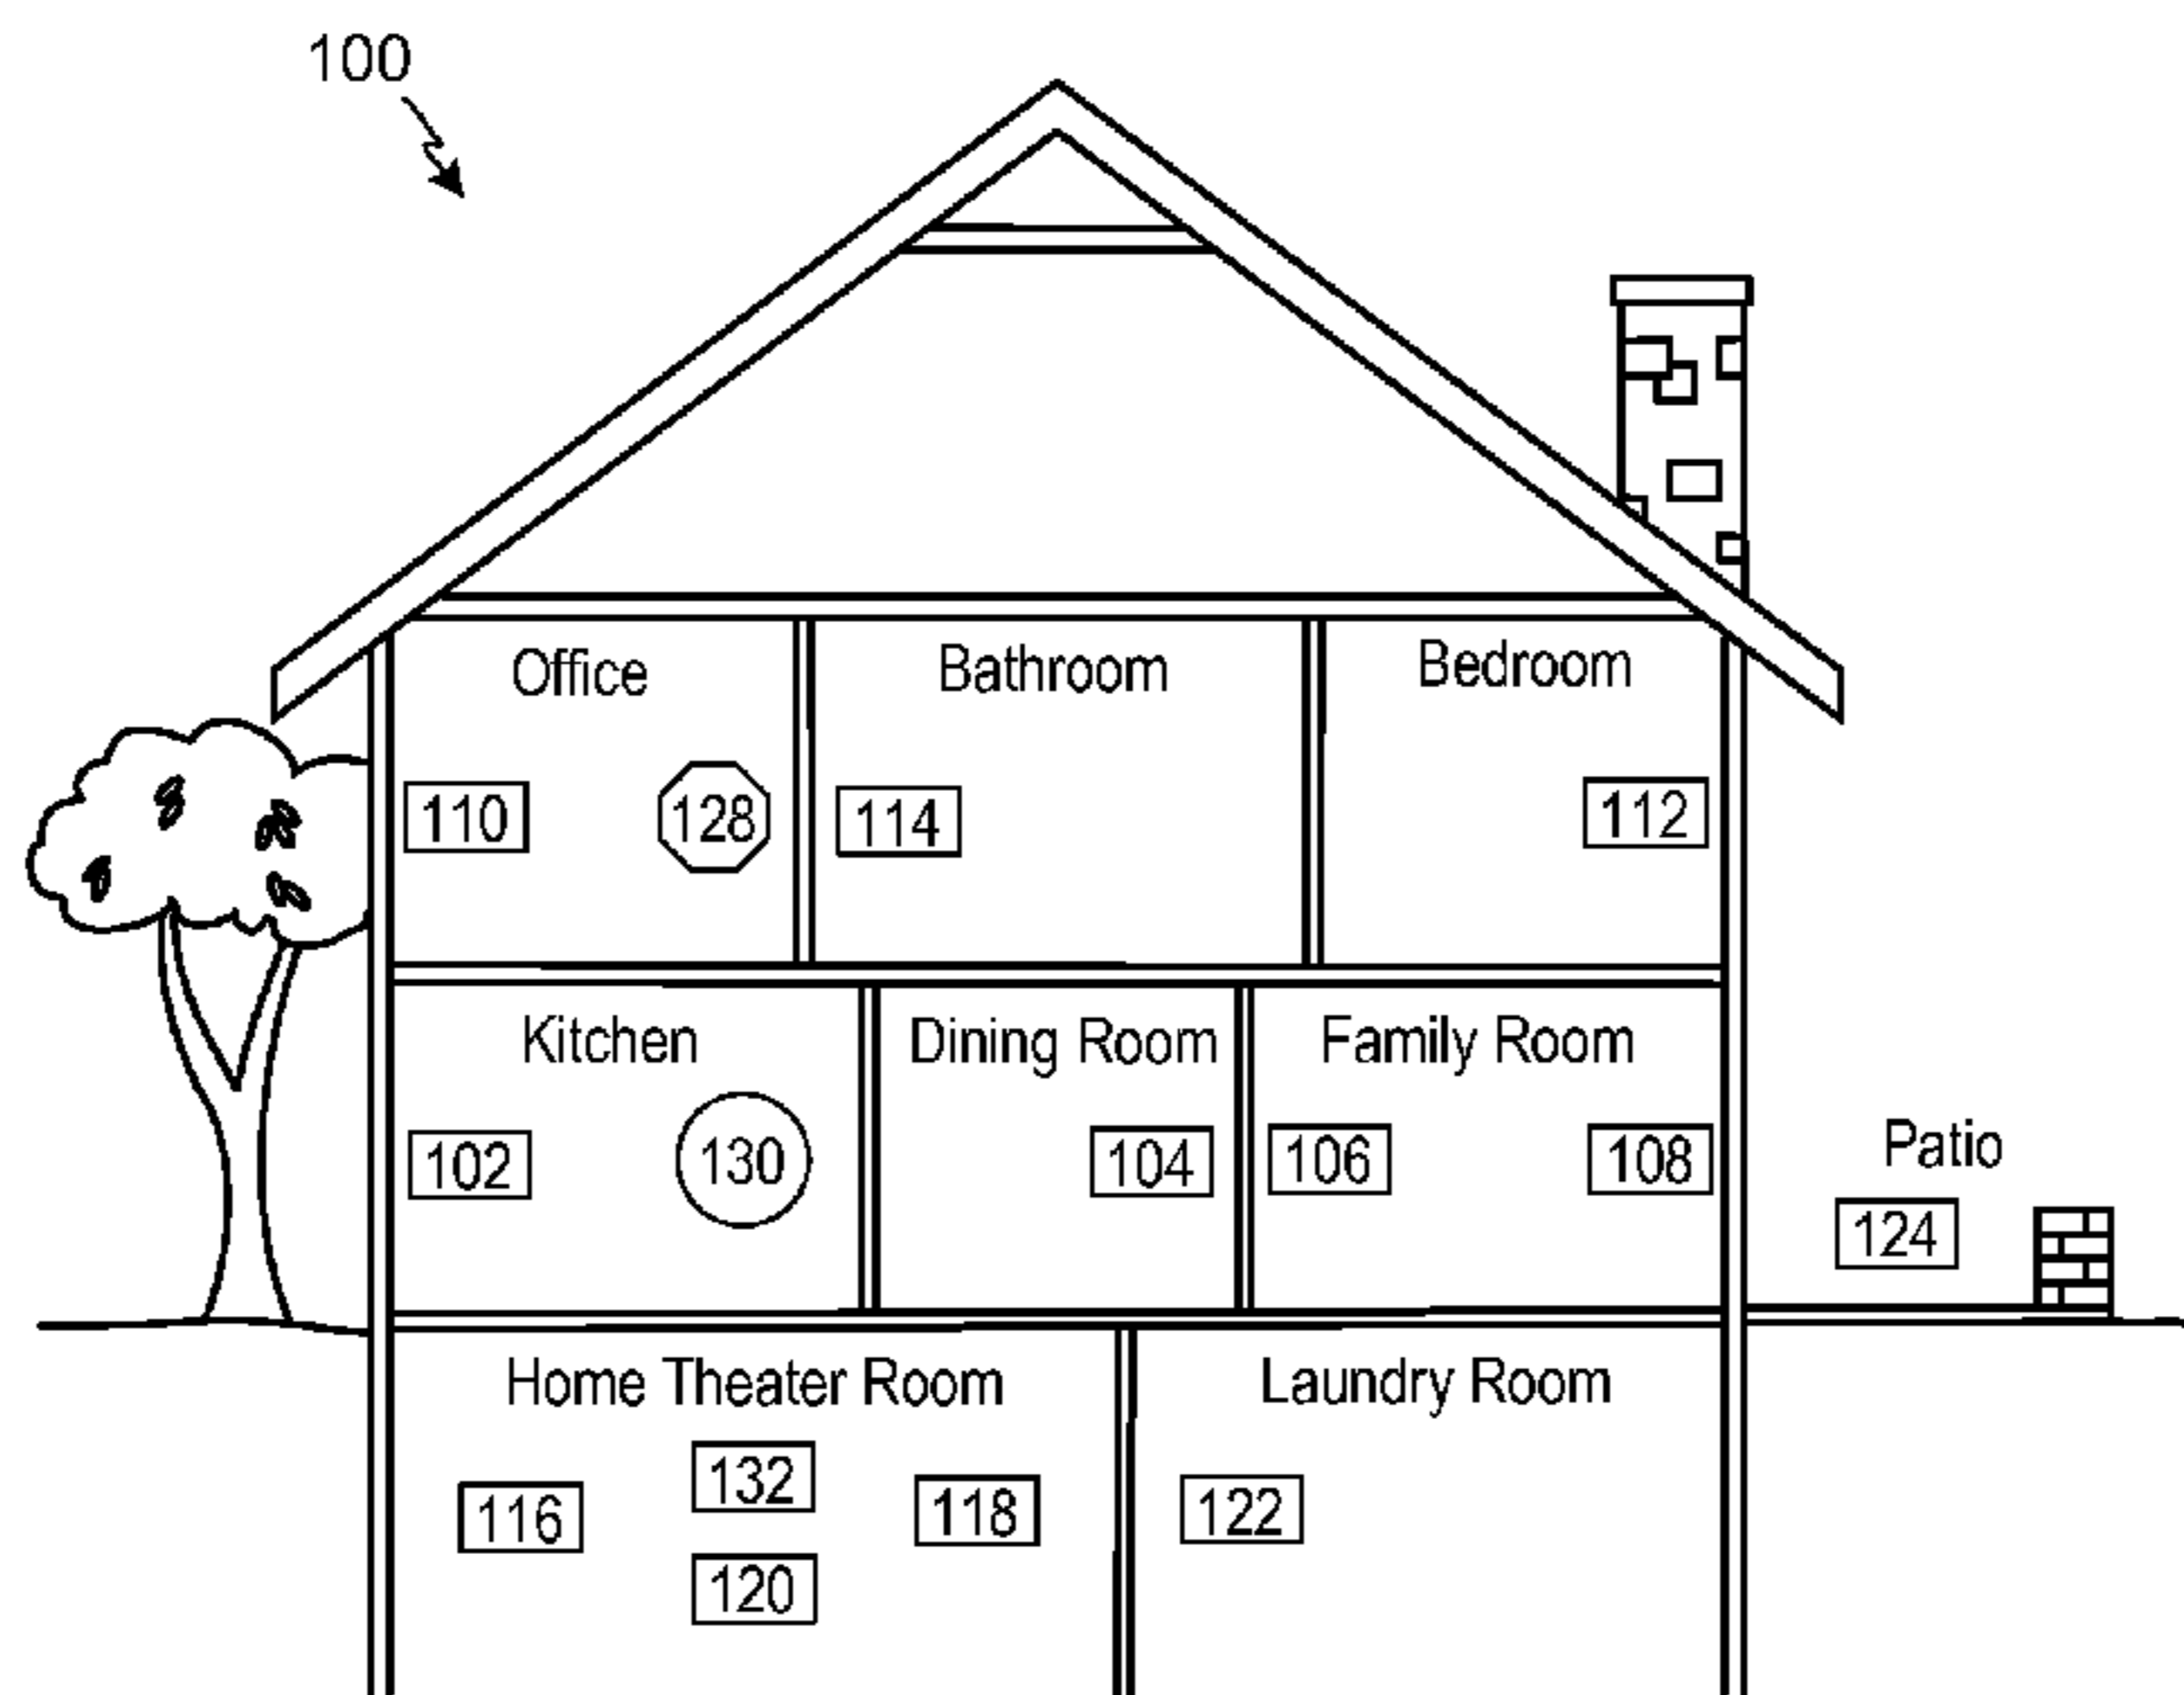 100
Office
Bathroom
Bedroom
110
128
114
112
Kitchen
Dining Room
Family Room
102
130
104
106
108
Patio
124
Home Theater Room
Laundry Room
116
132
118
120
122